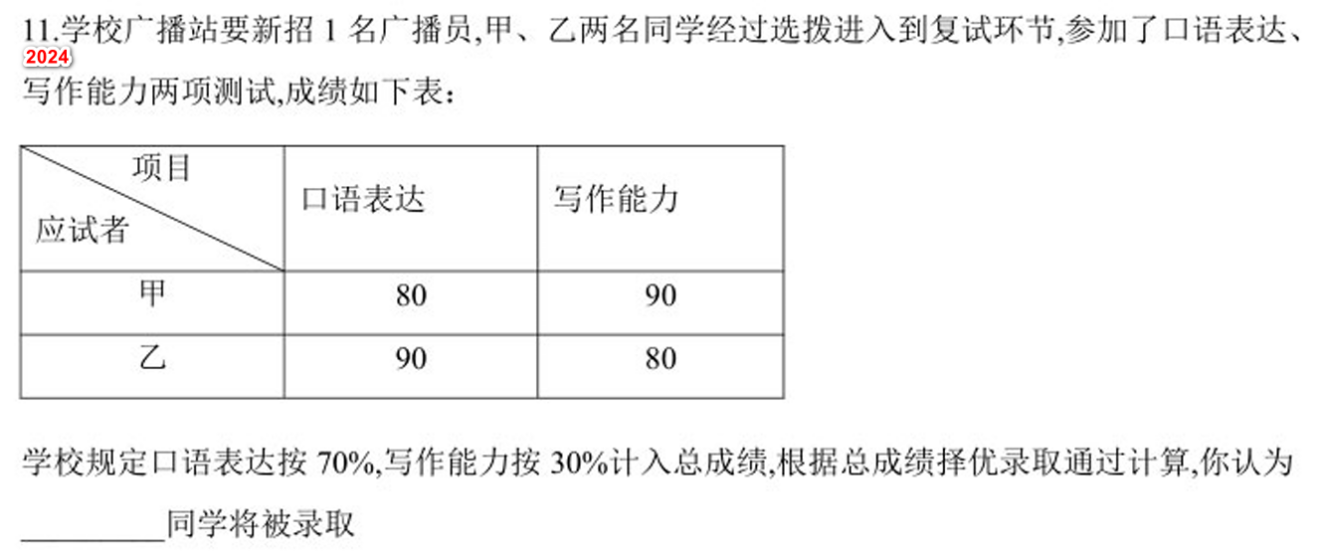 11.学校广播站要新招 1 名广播员,甲、乙两名同学经过选拨进入到复试环节,参加了口语表达、
2024
写作能力两项测试,成绩如下表：
项目
应试者
口语表达
写作能力
甲 80 90
乙 90 80
学校规定口语表达按 70%,写作能力按 30%计入总成绩,根据总成绩择优录取通过计算,你认为
_________同学将被录取